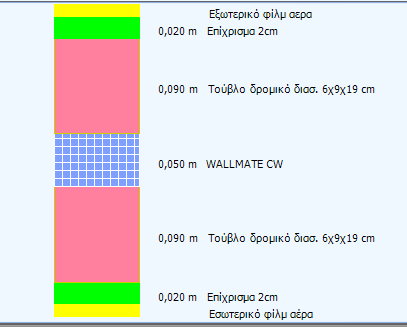 Εξωτερικό φίλμ αερα
0,020 m Επίχρισμα 2cm
0,090 m Τούβλο δρομικό διασ. 6χ9χ19 cm
0,050 m WALLMATE CW
0,090 m Τούβλο δρομικό διασ. 6χ9χ19 cm
0,020 m Επίχρισμα 2cm
Εσωτερικό φίλμ αέρα